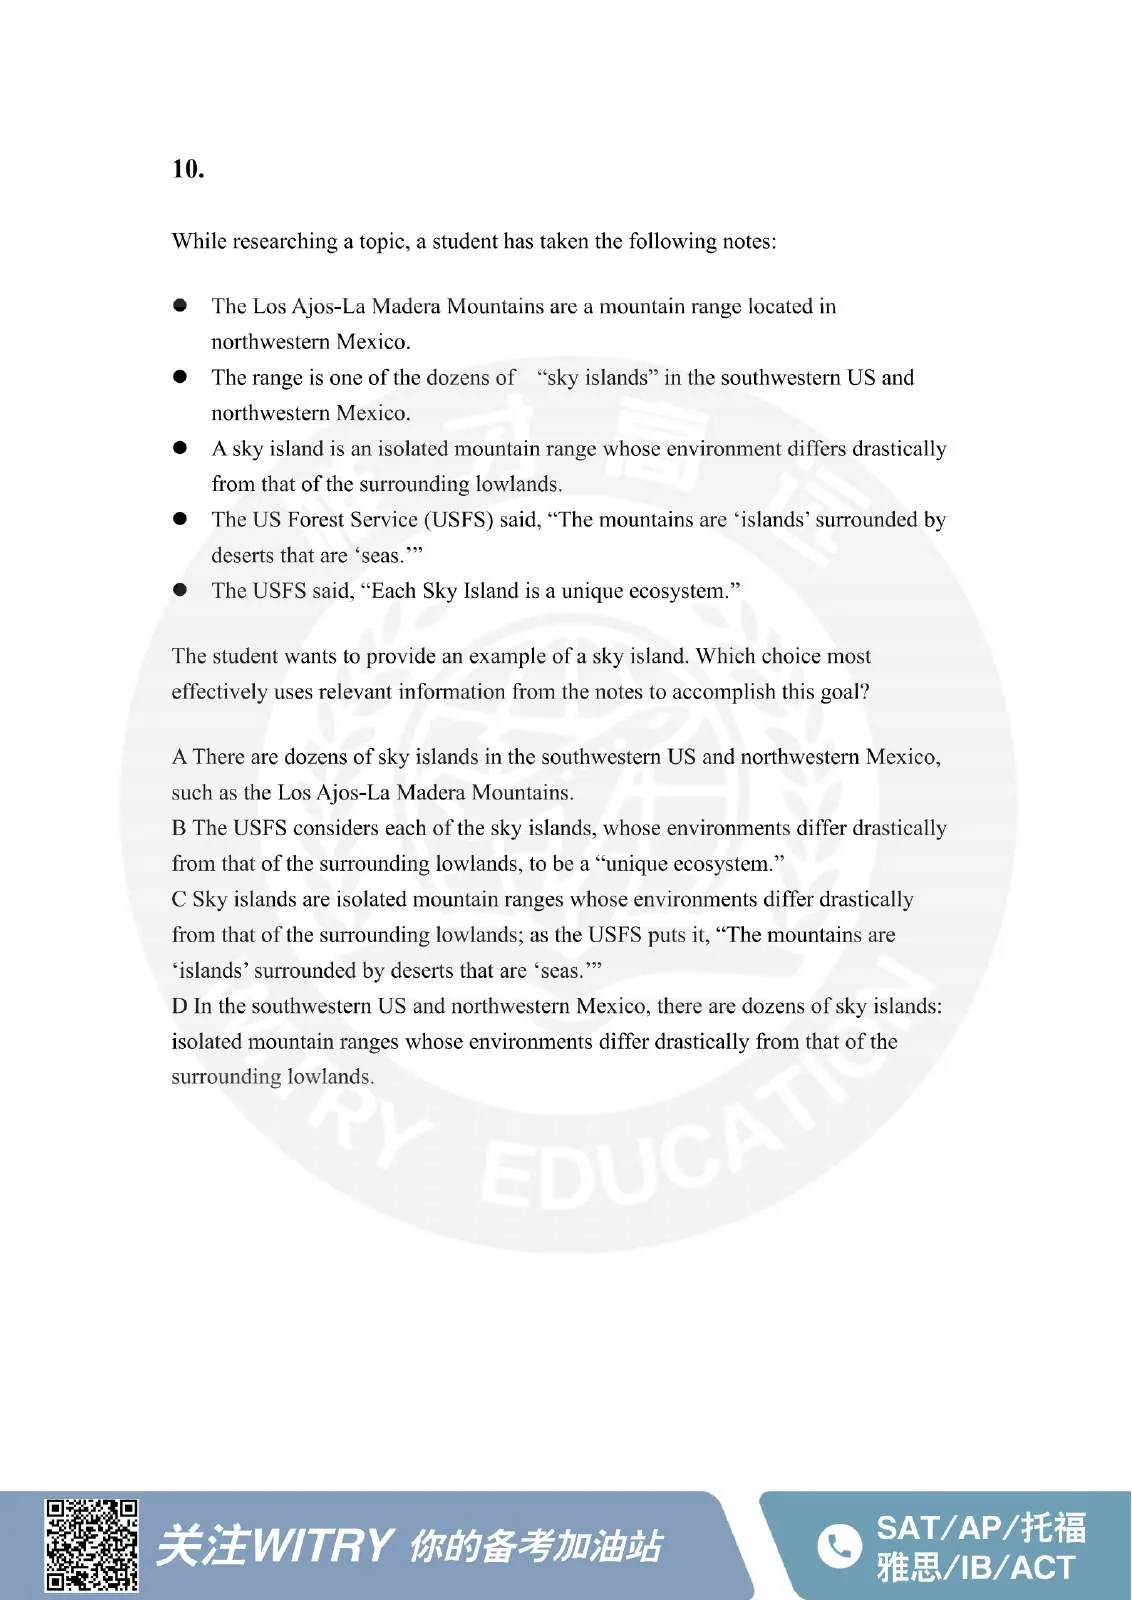 10.
While researching a topic, a student has taken the following notes:
● The Los Ajos-La Madera Mountains are a mountain range located in
northwestern Mexico.
● The range is one of the dozens of “sky islands” in the southwestern US and
northwestern Mexico.
● A sky island is an isolated mountain range whose environment differs drastically
from that of the surrounding lowlands.
● The US Forest Service (USFS) said, “The mountains are ‘islands’ surrounded by
deserts that are ‘seas.’”
● The USFS said, “Each Sky Island is a unique ecosystem.”
The student wants to provide an example of a sky island. Which choice most
effectively uses relevant information from the notes to accomplish this goal?
A There are dozens of sky islands in the southwestern US and northwestern Mexico,
such as the Los Ajos-La Madera Mountains.
B The USFS considers each of the sky islands, whose environments differ drastically
from that of the surrounding lowlands, to be a “unique ecosystem.”
C Sky islands are isolated mountain ranges whose environments differ drastically
from that of the surrounding lowlands; as the USFS puts it, “The mountains are
‘islands’ surrounded by deserts that are ‘seas.’”
D In the southwestern US and northwestern Mexico, there are dozens of sky islands:
isolated mountain ranges whose environments differ drastically from that of the
surrounding lowlands.
WITRY EDUCATION
关注WITRY 你的备考加油站
SAT/AP/托福
雅思/IB/ACT